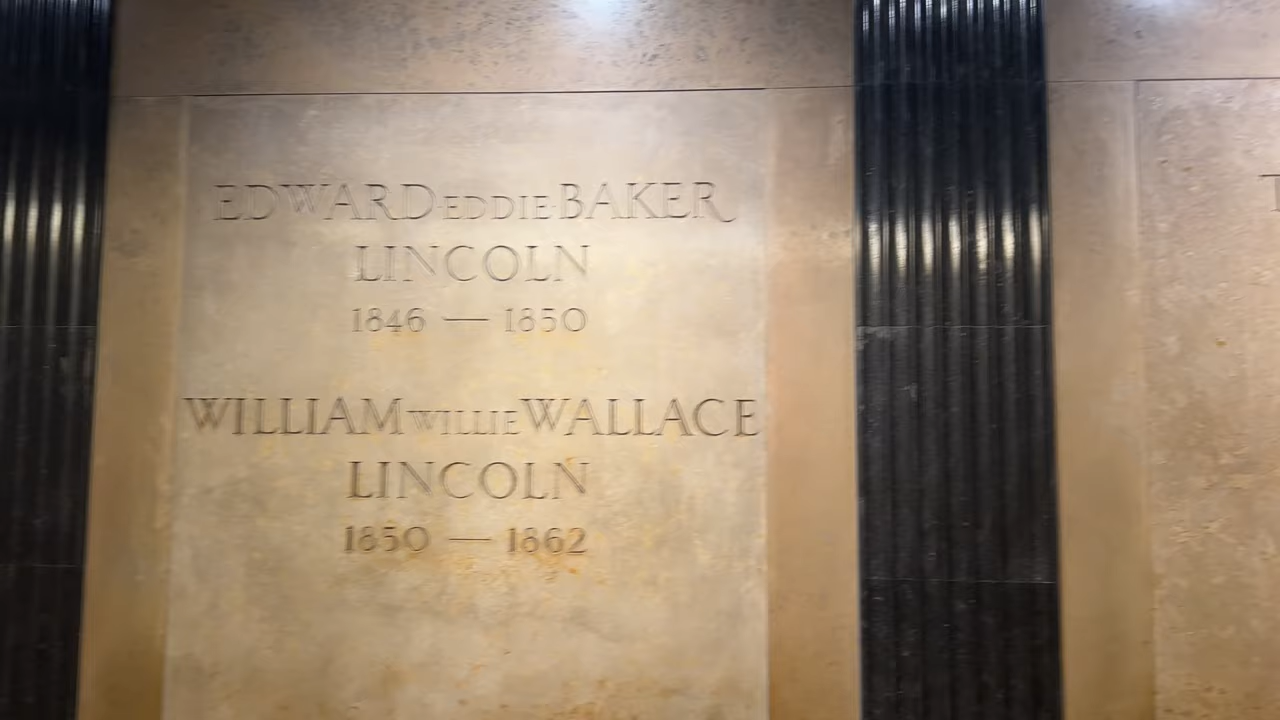 EDWARD EDDIE BAKER
LINCOLN
1846 — 1850
WILLIAM WILLIE WALLACE
LINCOLN
1850 — 1862